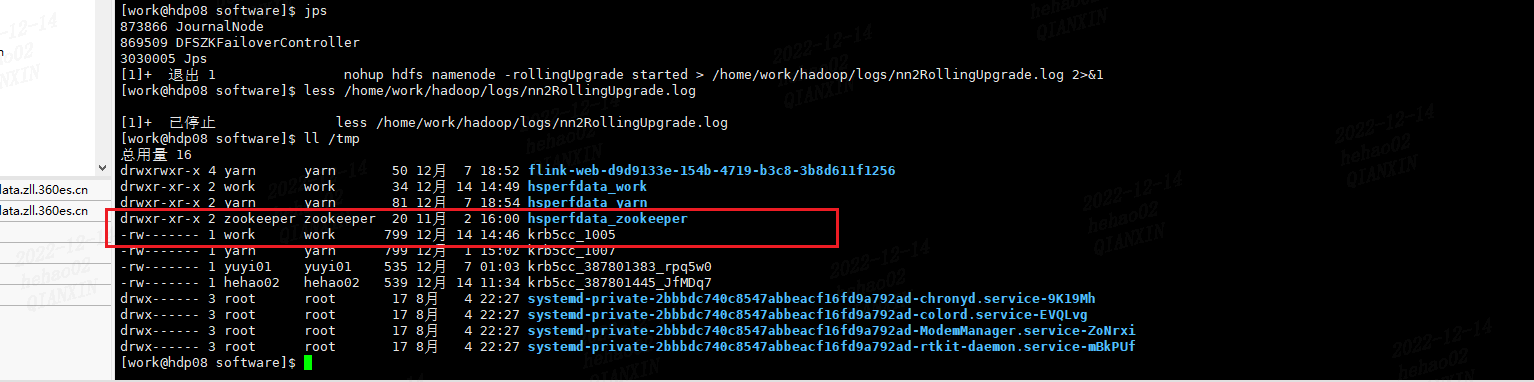 [work@hdp08 software]$ jps
873866 JournalNode
869509 DFSZKFailoverController
3030005 Jps
[1]+  退出 1                nohup hdfs namenode -rollingUpgrade started > /home/work/hadoop/logs/nn2RollingUpgrade.log 2>&1
[work@hdp08 software]$ less /home/work/hadoop/logs/nn2RollingUpgrade.log
[1]+  已停止               less /home/work/hadoop/logs/nn2RollingUpgrade.log
[work@hdp08 software]$ ll /tmp
总用量 16
drwxrwxr-x 4 yarn      yarn       50 12月  7 18:52 flink-web-d9d9133e-154b-4719-b3c8-3b8d611f1256
drwxr-xr-x 2 work      work       34 12月 14 14:49 hsperfdata_work
drwxr-xr-x 2 yarn      yarn       81 12月  7 18:54 hsperfdata_yarn
drwxr-xr-x 2 zookeeper zookeeper  20 11月  2 16:00 hsperfdata_zookeeper
-rw------- 1 work      work      799 12月 14 14:46 krb5cc_1005
-rw------- 1 yarn      yarn      799 12月  1 15:02 krb5cc_1007
-rw------- 1 yuyi01    yuyi01    535 12月  7 01:03 krb5cc_387801383_rpq5w0
-rw------- 1 hehao02   hehao02   539 12月 14 11:34 krb5cc_387801445_JfMDq7
drwx------ 3 root      root       17 8月   4 22:27 systemd-private-2bbbdc740c8547abbeacf16fd9a792ad-chronyd.service-9K19Mh
drwx------ 3 root      root       17 8月   4 22:27 systemd-private-2bbbdc740c8547abbeacf16fd9a792ad-colord.service-EVQLvg
drwx------ 3 root      root       17 8月   4 22:27 systemd-private-2bbbdc740c8547abbeacf16fd9a792ad-ModemManager.service-ZoNrxi
drwx------ 3 root      root       17 8月   4 22:27 systemd-private-2bbbdc740c8547abbeacf16fd9a792ad-rtkit-daemon.service-mBkPUf
[work@hdp08 software]$
data.zll.360es.cn
data.zll.360es.cn
2022-12-14
hehao02
QIANXIN